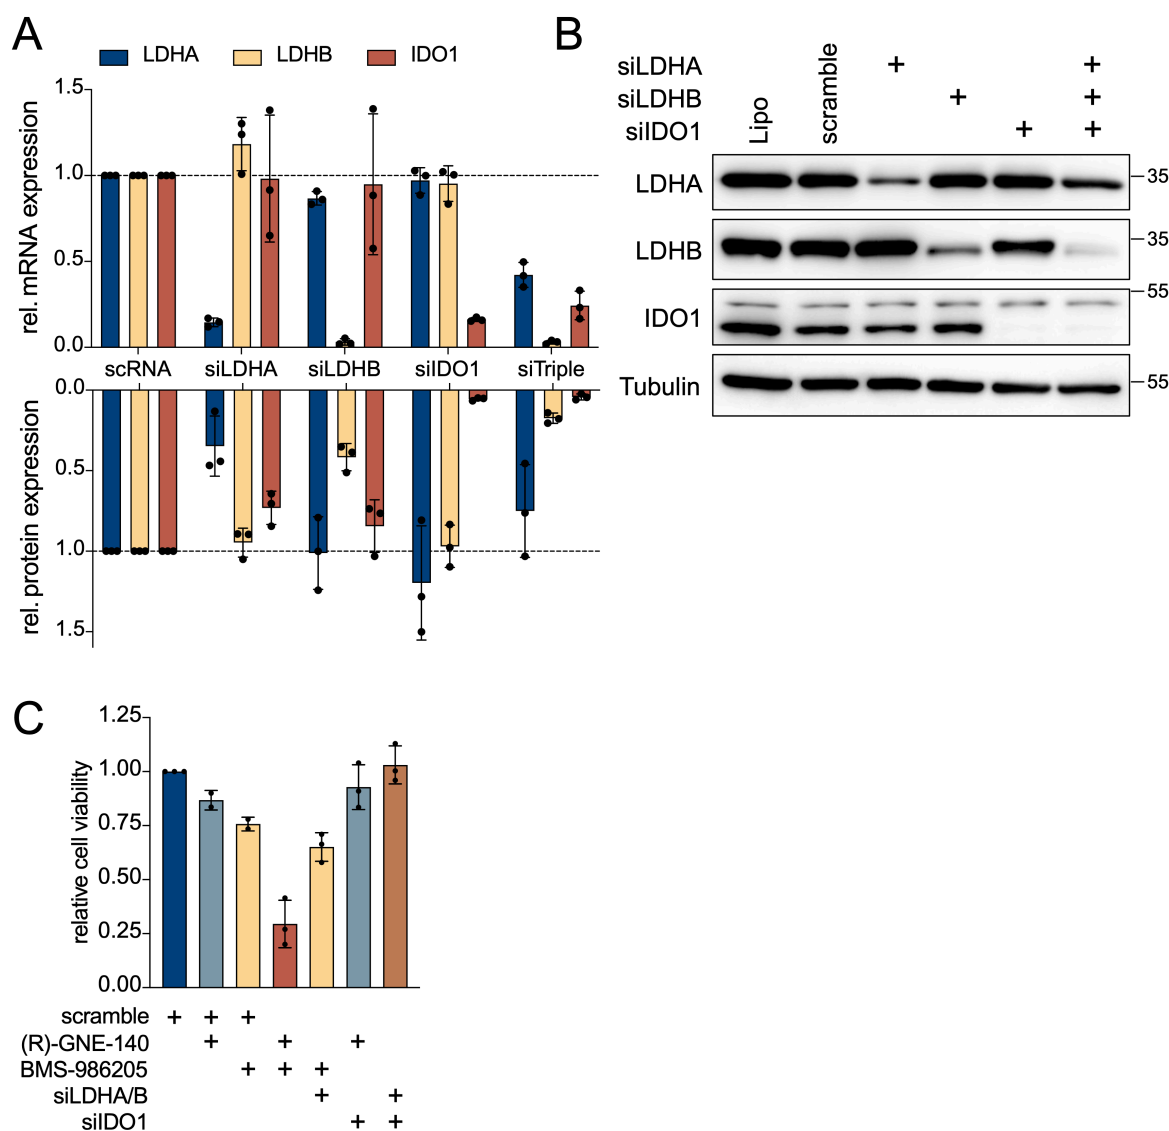 A
LDHA LDHB IDO1
rel. mRNA expression
1.5
1.0
0.5
0.0
scRNA siLDHA siLDHB siIDO1 siTriple
rel. protein expression
0.0
0.5
1.0
1.5
B
siLDHA + +
siLDHB + +
siIDO1 + +
Lipo
scramble
LDHA 35
LDHB 35
55
IDO1
Tubulin 55
C
relative cell viability
1.25
1.00
0.75
0.50
0.25
0.00
scramble + + +
(R)-GNE-140 + + +
BMS-986205 + + +
siLDHA/B + +
siIDO1 + +